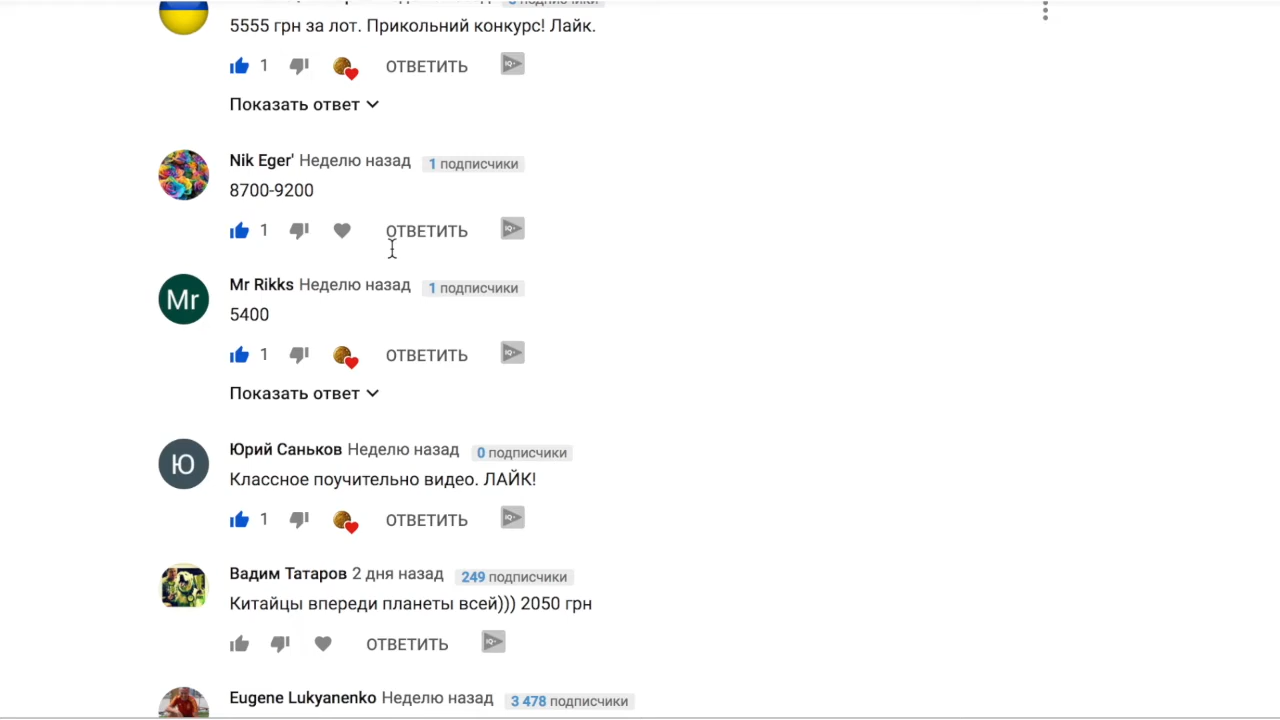 5555 грн за лот. Прикольний конкурс! Лайк.
1 ОТВЕТИТЬ
Показать ответ
Nik Eger' Неделю назад 1 подписчики
8700-9200
1 ОТВЕТИТЬ
Mr
Mr Rikks Неделю назад 1 подписчики
5400
1 ОТВЕТИТЬ
Показать ответ
Ю
Юрий Саньков Неделю назад 0 подписчики
Классное поучительно видео. ЛАЙК!
1 ОТВЕТИТЬ
Вадим Татаров 2 дня назад 249 подписчики
Китайцы впереди планеты всей))) 2050 грн
ОТВЕТИТЬ
Eugene Lukyanenko Неделю назад 3 478 подписчики